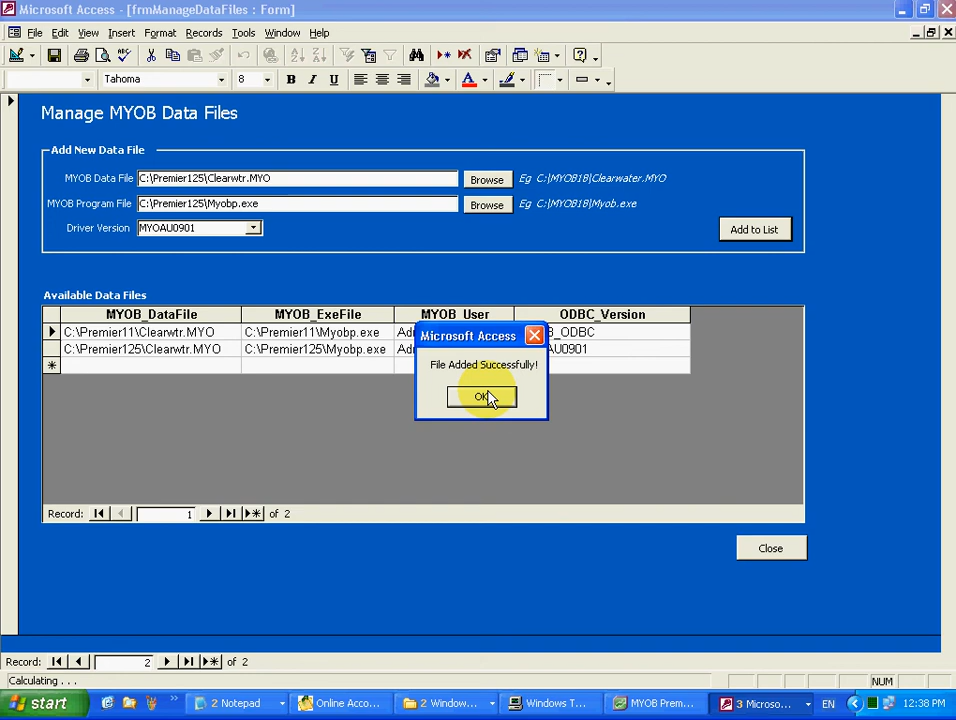 Microsoft Access - [frmManageDataFiles : Form]
File Edit View Insert Format Records Tools Window Help
Tahoma 8 B I U A
Manage MYOB Data Files
Add New Data File
MYOB Data File C:\Premier125\Clearwtr.MYO Browse Eg C:\MYOB18\Clearwater.MYO
MYOB Program File C:\Premier125\Myobp.exe Browse Eg C:\MYOB18\Myob.exe
Driver Version MYOAU0901 Add to List
Available Data Files
MYOB_DataFile MYOB_ExeFile MYOB_User ODBC_Version
C:\Premier11\Clearwtr.MYO C:\Premier11\Myobp.exe
C:\Premier125\Clearwtr.MYO C:\Premier125\Myobp.exe
Microsoft Access
File Added Successfully!
OK
Record: 1 of 2
Close
Record: 2 of 2
Calculating . . . NUM
start 2 Notepad Online Acco... 2 Window... Windows T... MYOB Prem... 3 Microso... EN 12:38 PM